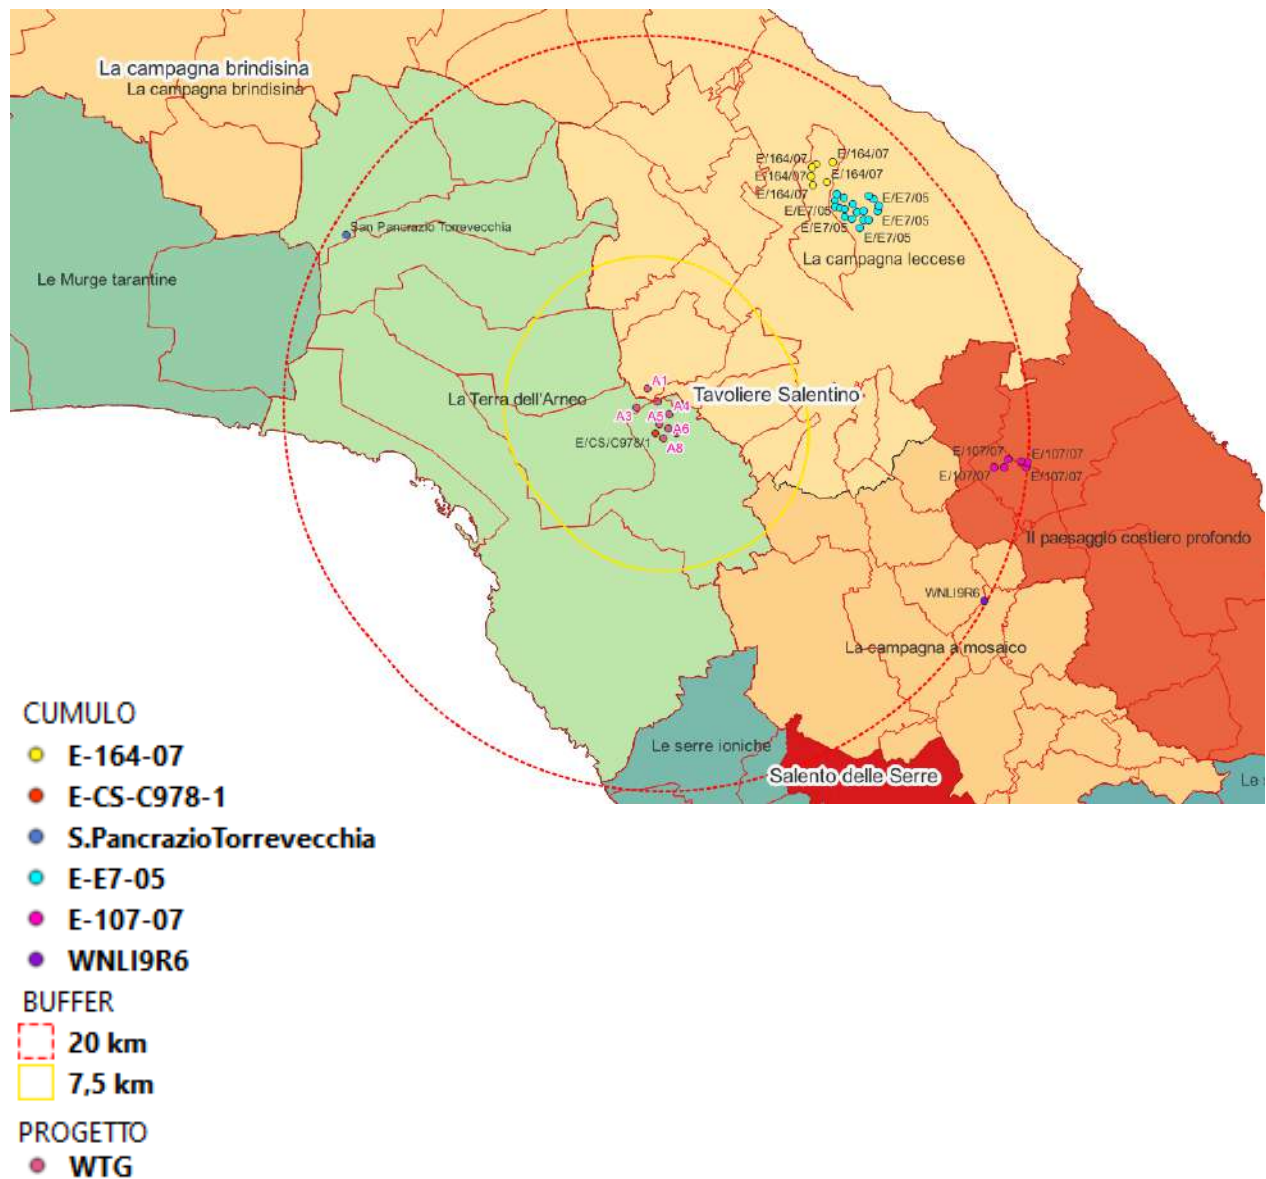 La campagna brindisina
La campagna brindisina
E/164/07
E/164/07
E/164/07
E/164/07
E/164/07
E/E7/05
E/E7/05
E/E7/05
E/E7/05
E/E7/05
San Pancrazio Torrevecchia
La campagna leccese
Le Murge tarantine
A1
La Terra dell'Arneo
Tavoliere Salentino
A3
A5
A4
A6
E/CS/C978/1
A8
E/107/07
E/107/07
E/107/07
E/107/07
Il paesaggio costiero profondo
WNLI9R6
La campagna a mosaico
Le serre ioniche
Salento delle Serre
CUMULO
E-164-07
E-CS-C978-1
S.PancrazioTorrevecchia
E-E7-05
E-107-07
WNLI9R6
BUFFER
20 km
7,5 km
PROGETTO
WTG